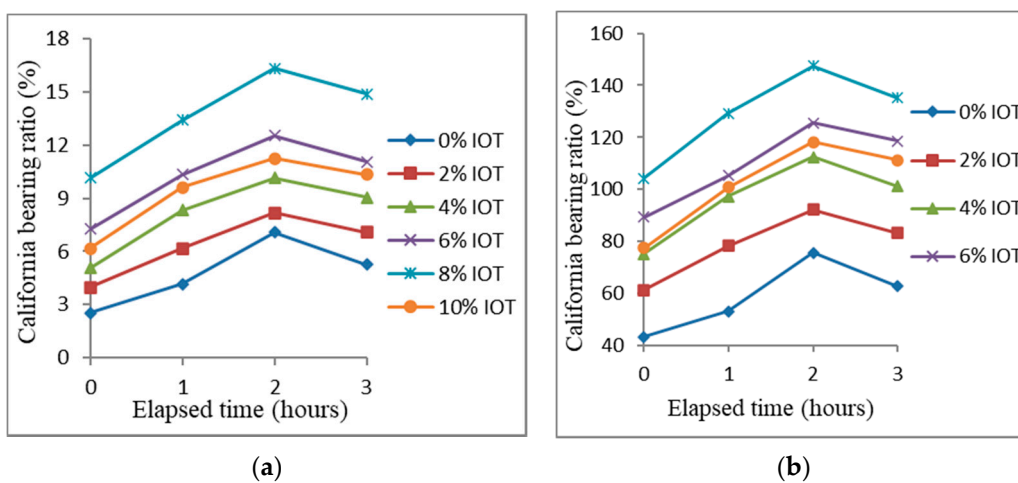 18
15
12
9
6
3
0
California bearing ratio (%)
0 1 2 3
Elapsed time (hours)
0% IOT
2% IOT
4% IOT
6% IOT
8% IOT
10% IOT
(a)
160
140
120
100
80
60
40
California bearing ratio (%)
0 1 2 3
Elapsed time (hours)
0% IOT
2% IOT
4% IOT
6% IOT
(b)